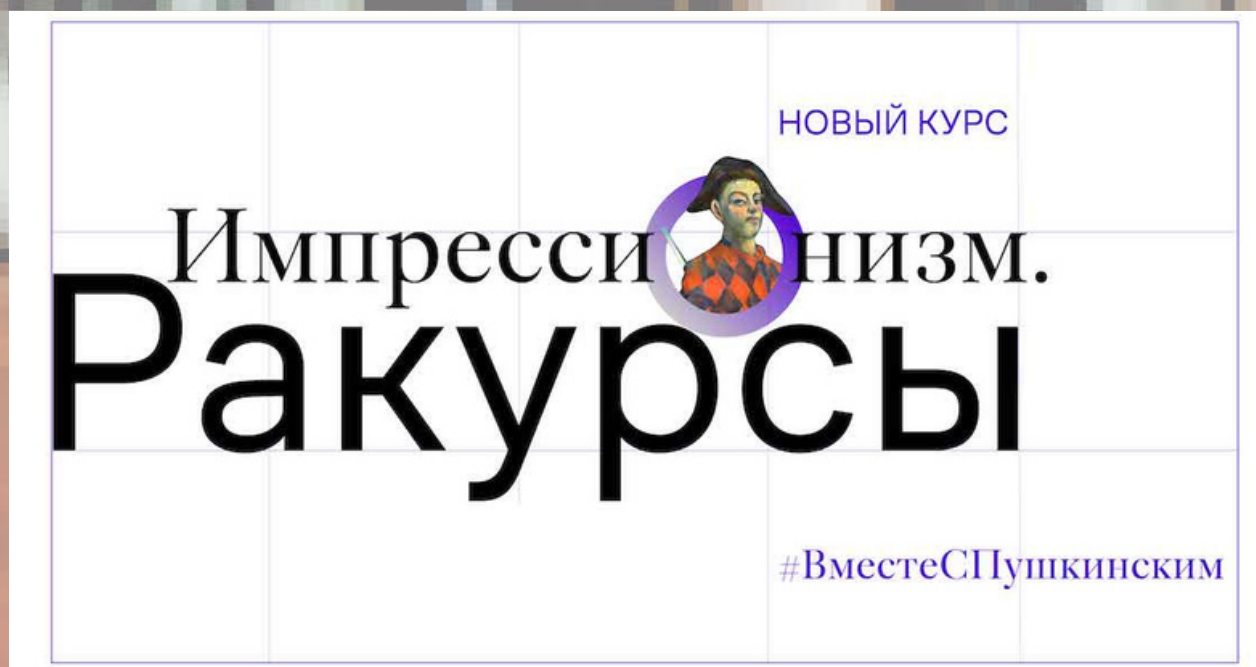 НОВЫЙ КУРС
Импрессионизм.
Ракурсы
#ВместеСПушкинским